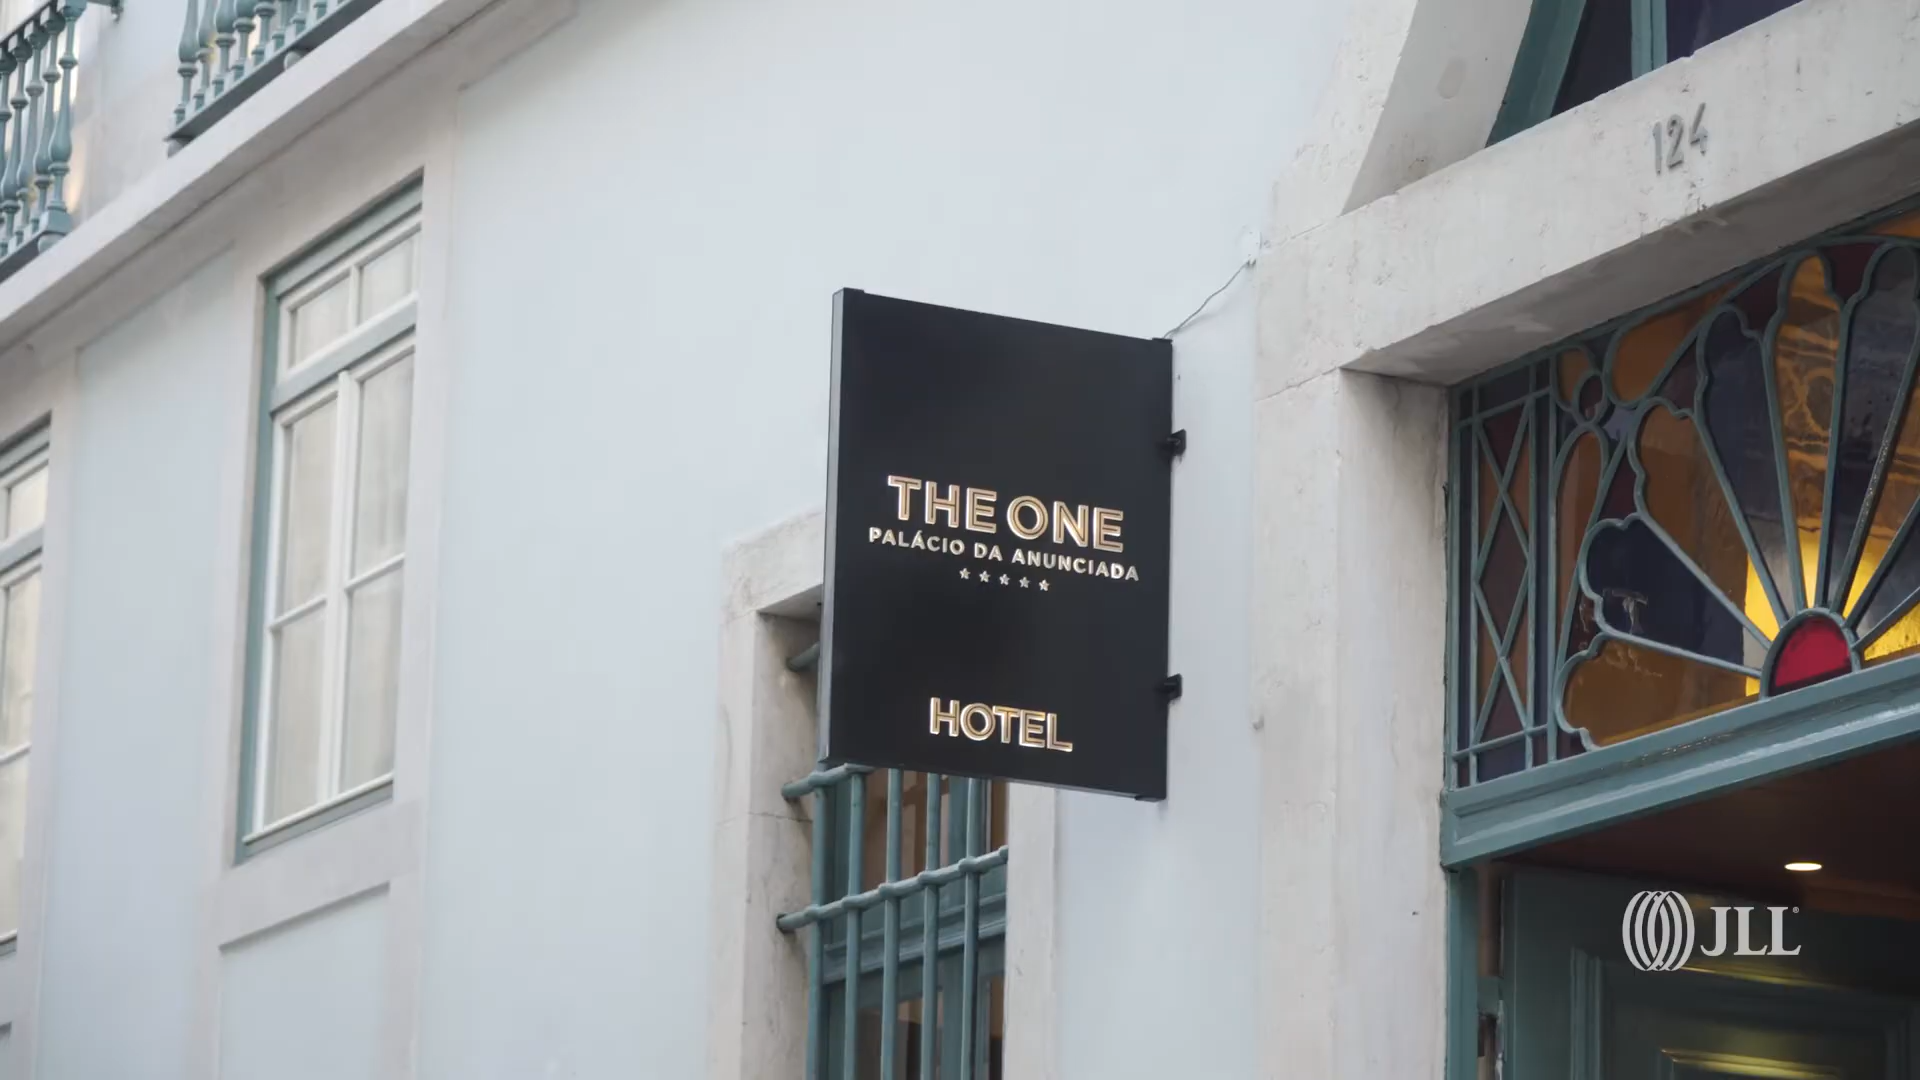 124
THE ONE
PALÁCIO DA ANUNCIADA
★★★★★
HOTEL
JLL®